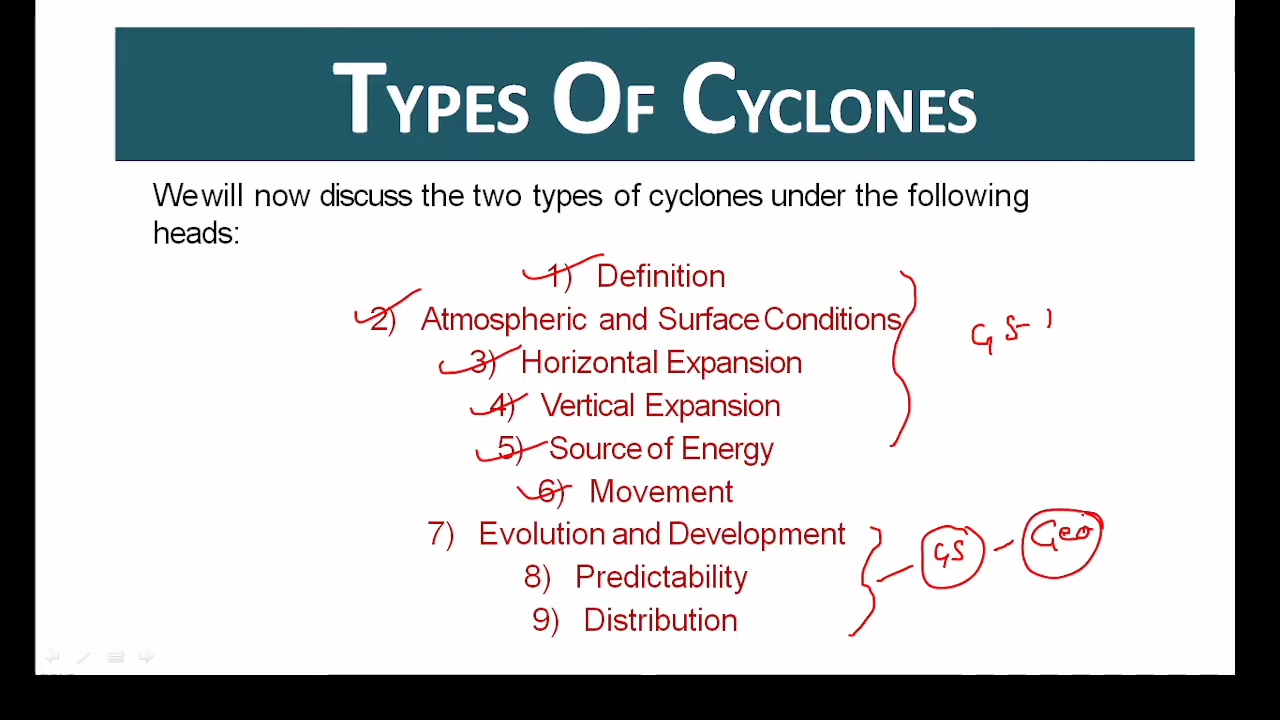 TYPES OF CYCLONES
We will now discuss the two types of cyclones under the following
heads:
1) Definition
2) Atmospheric and Surface Conditions
3) Horizontal Expansion
4) Vertical Expansion
5) Source of Energy
6) Movement
7) Evolution and Development
8) Predictability
9) Distribution
GS-1
GS - Geo